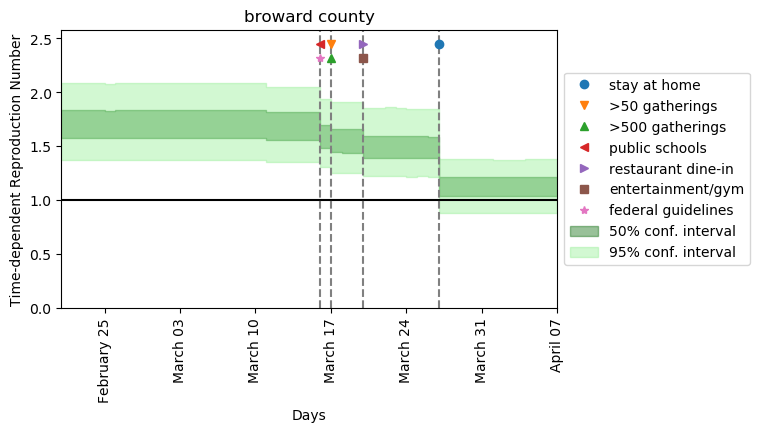 broward county
Time-dependent Reproduction Number
2.5
2.0
1.5
1.0
0.5
0.0
February 25
March 03
March 10
March 17
March 24
March 31
April 07
Days
stay at home
>50 gatherings
>500 gatherings
public schools
restaurant dine-in
entertainment/gym
federal guidelines
50% conf. interval
95% conf. interval